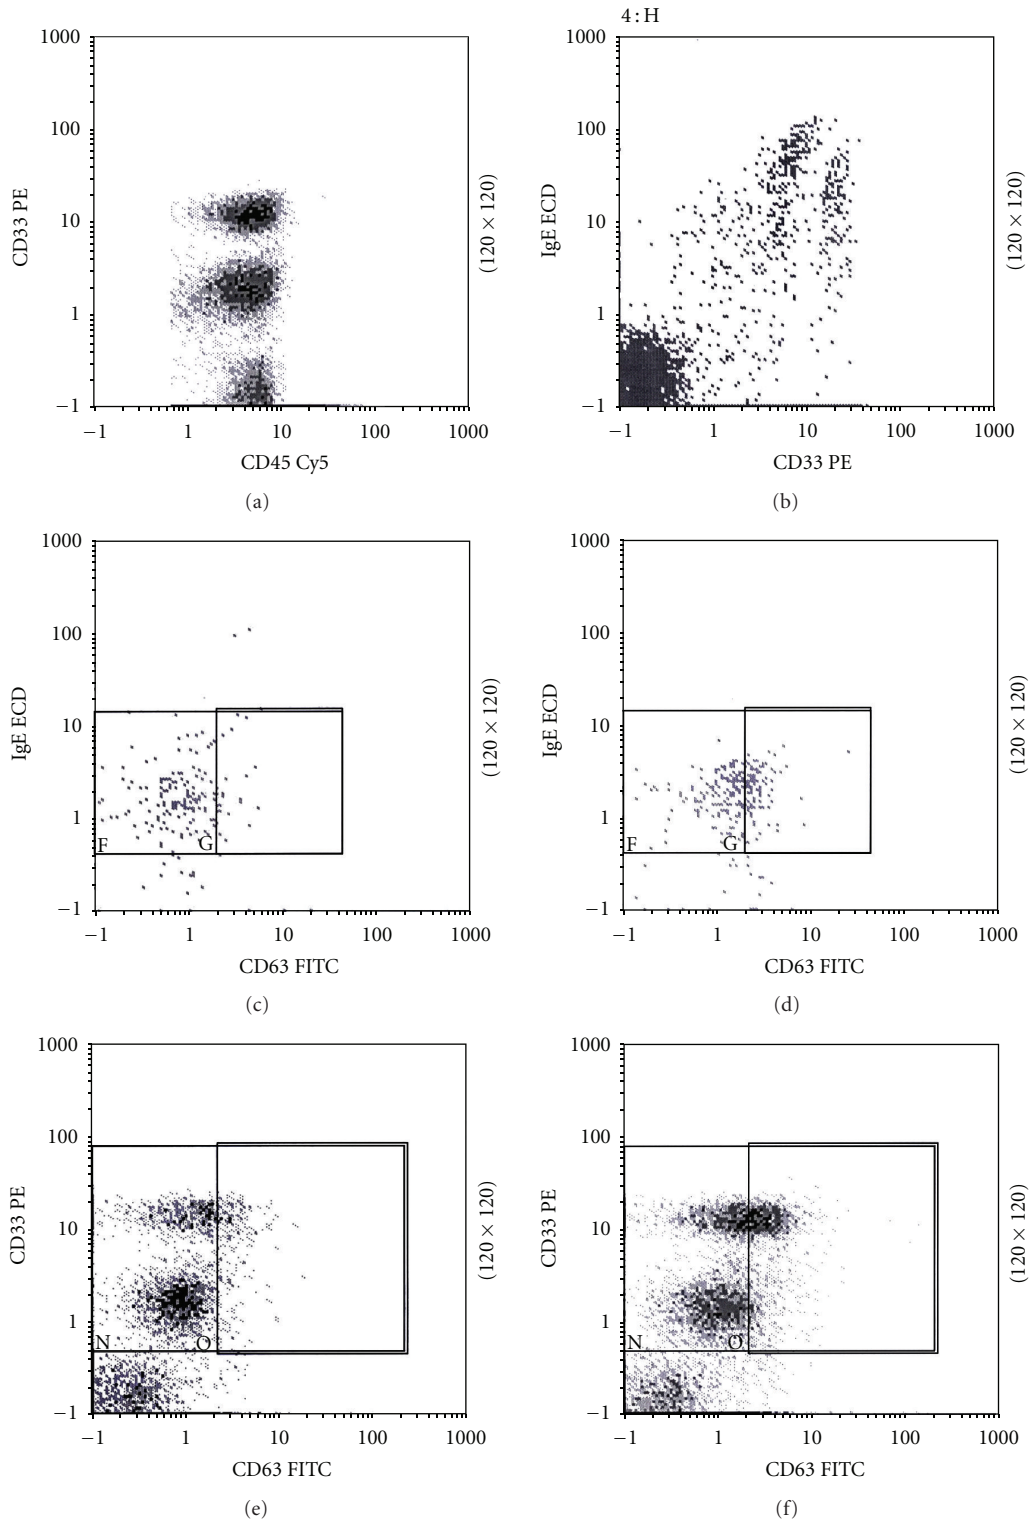 4 : H
1000
100
10
1
−1
CD33 PE
−1 1 10 100 1000
CD45 Cy5
(120 × 120)
(a)
1000
100
10
1
−1
IgE ECD
−1 1 10 100 1000
CD33 PE
(120 × 120)
(b)
1000
100
10
1
−1
IgE ECD
F G
−1 1 10 100 1000
CD63 FITC
(120 × 120)
(c)
1000
100
10
1
−1
IgE ECD
F G
−1 1 10 100 1000
CD63 FITC
(120 × 120)
(d)
1000
100
10
1
−1
CD33 PE
N O
−1 1 10 100 1000
CD63 FITC
(120 × 120)
(e)
1000
100
10
1
−1
CD33 PE
N O
−1 1 10 100 1000
CD63 FITC
(120 × 120)
(f)